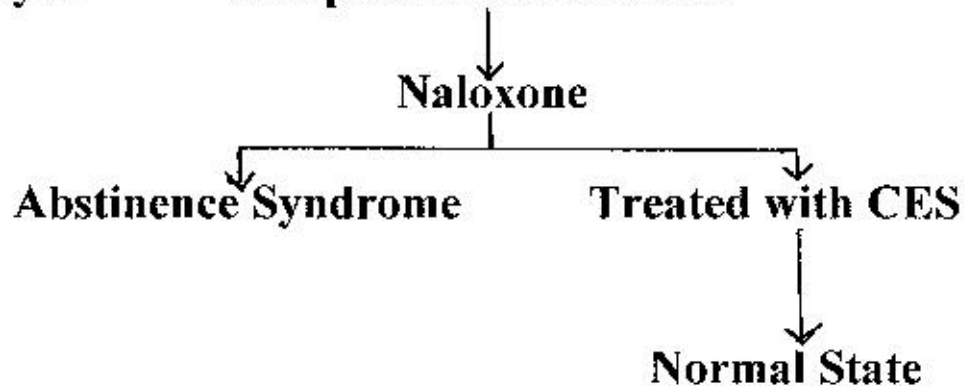 Naloxone
Abstinence Syndrome
Treated with CES
Normal State